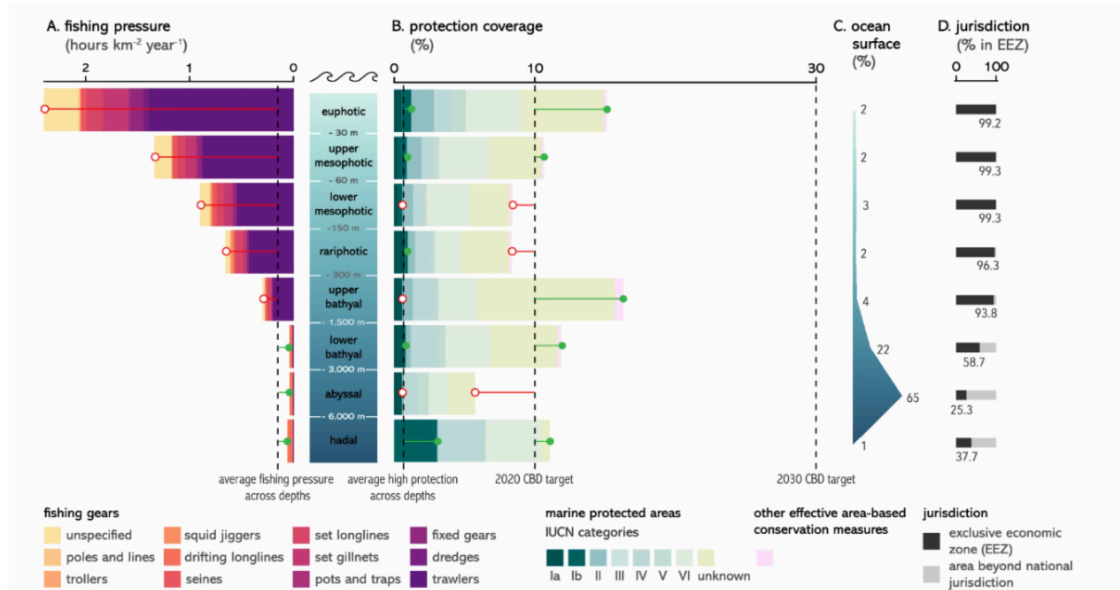 A. fishing pressure
(hours km⁻² year⁻¹)
B. protection coverage
(%)
C. ocean
surface
(%)
D. jurisdiction
(% in EEZ)
2 1 0
0 10 30
0 100
euphotic
2
99.2
- 30 m
upper
mesophotic
2
99.3
- 60 m
lower
mesophotic
3
99.3
-150 m
rariphotic
2
96.3
- 300 m
upper
bathyal
4
93.8
- 1,500 m
lower
bathyal
22
58.7
- 3,000 m
abyssal
65
25.3
- 6,000 m
hadal
1
37.7
average fishing pressure
across depths
average high protection
across depths
2020 CBD target
2030 CBD target
fishing gears
unspecified
poles and lines
trollers
squid jiggers
drifting longlines
seines
set longlines
set gillnets
pots and traps
fixed gears
dredges
trawlers
marine protected areas
IUCN categories
Ia Ib II III IV V VI unknown
other effective area-based
conservation measures
jurisdiction
exclusive economic
zone (EEZ)
area beyond national
jurisdiction